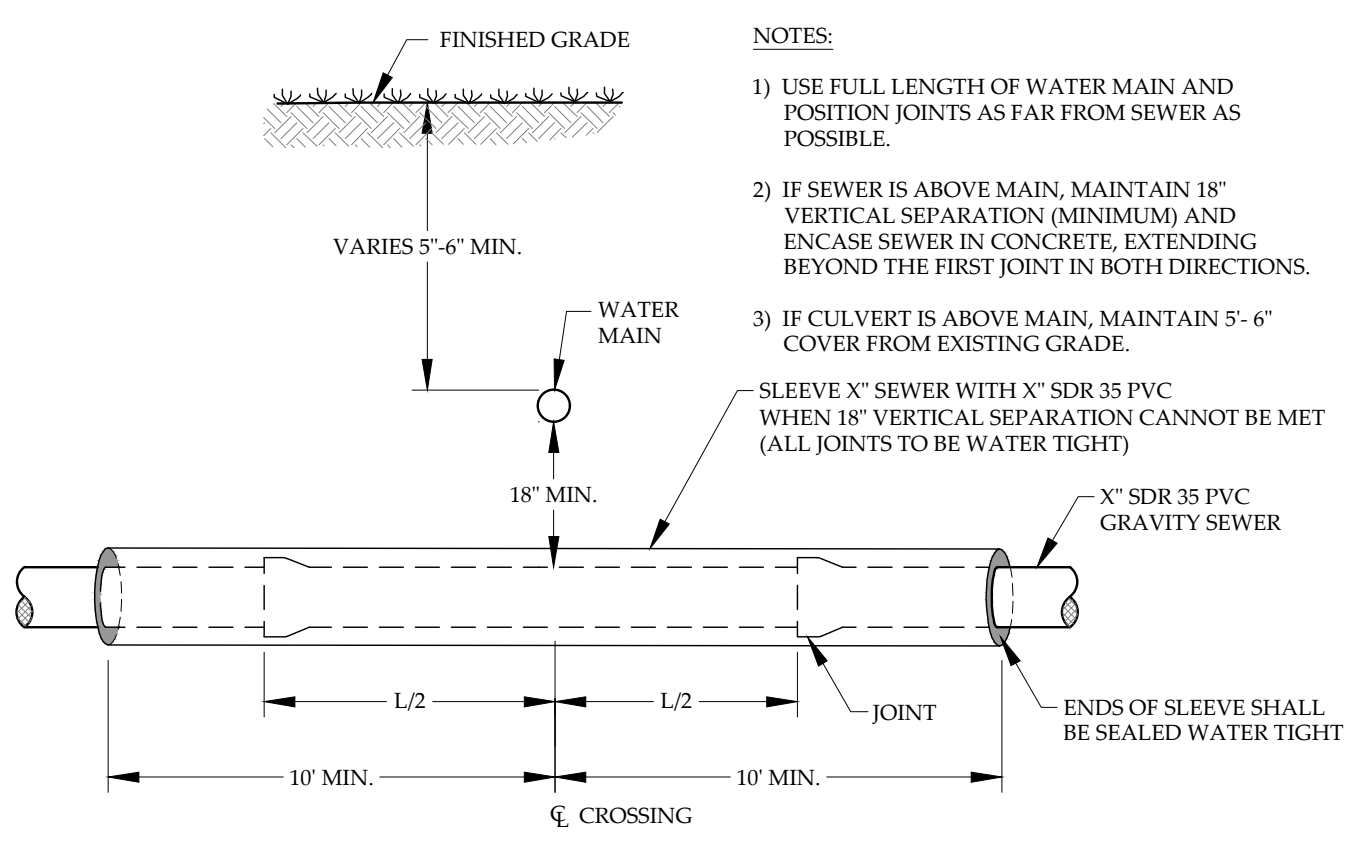 FINISHED GRADE
VARIES 5"-6" MIN.
WATER
MAIN
18" MIN.
NOTES:
1) USE FULL LENGTH OF WATER MAIN AND
POSITION JOINTS AS FAR FROM SEWER AS
POSSIBLE.
2) IF SEWER IS ABOVE MAIN, MAINTAIN 18"
VERTICAL SEPARATION (MINIMUM) AND
ENCASE SEWER IN CONCRETE, EXTENDING
BEYOND THE FIRST JOINT IN BOTH DIRECTIONS.
3) IF CULVERT IS ABOVE MAIN, MAINTAIN 5'- 6"
COVER FROM EXISTING GRADE.
SLEEVE X" SEWER WITH X" SDR 35 PVC
WHEN 18" VERTICAL SEPARATION CANNOT BE MET
(ALL JOINTS TO BE WATER TIGHT)
X" SDR 35 PVC
GRAVITY SEWER
L/2
L/2
JOINT
ENDS OF SLEEVE SHALL
BE SEALED WATER TIGHT
10' MIN.
10' MIN.
℄ CROSSING